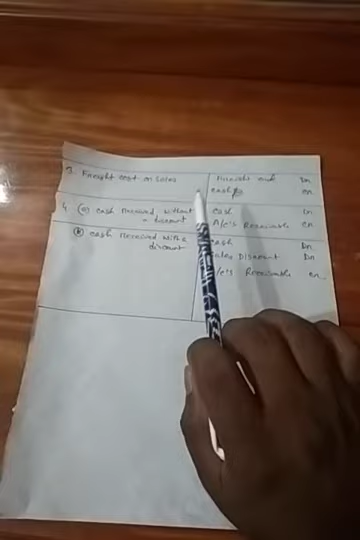 3 Freight cost on sales
Freight out Dr
cash Cr
4 (a) cash received without discount
cash Dr
A/c's Receivable Cr
(b) cash received with discount
cash Dr
Sales Discount Dr
A/c's Receivable Cr